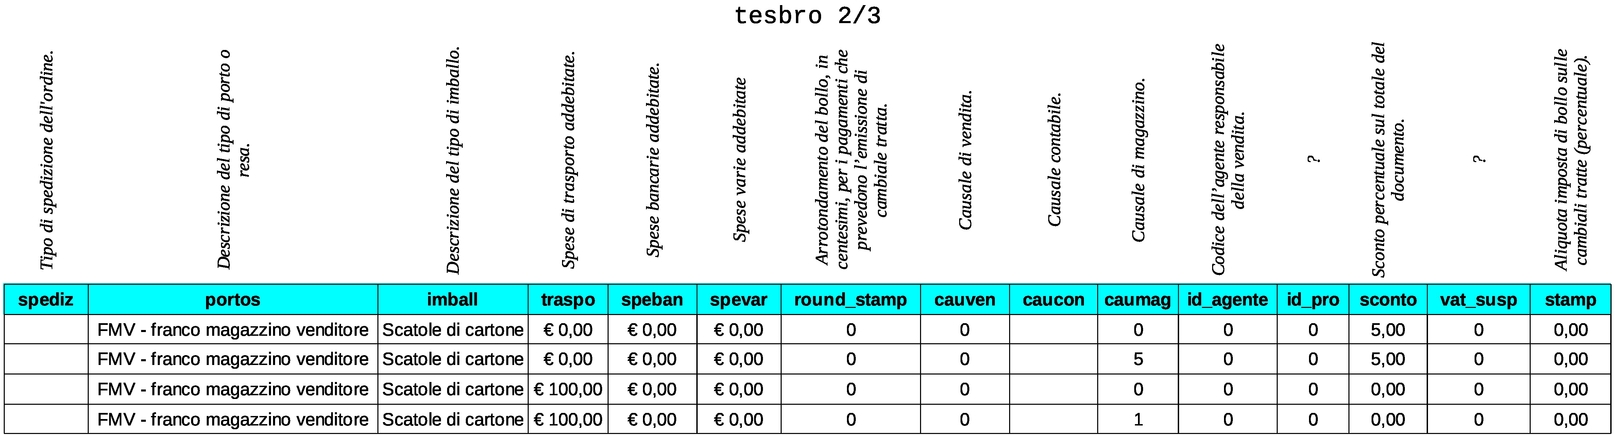 tesbro 2/3
Tipo di spedizione dell'ordine.
Descrizione del tipo di porto o
resa.
Descrizione del tipo di imballo.
Spese di trasporto addebitate.
Spese bancarie addebitate.
Spese varie addebitate
Arrotondamento del bollo, in
centesimi, per i pagamenti che
prevedono l'emissione di
cambiale tratta.
Causale di vendita.
Causale contabile.
Causale di magazzino.
Codice dell'agente responsabile
della vendita.
?
Sconto percentuale sul totale del
documento.
?
Aliquota imposta di bollo sulle
cambiali tratte (percentuale).
spediz portos imball traspo speban spevar round_stamp cauven caucon caumag id_agente id_pro sconto vat_susp stamp
FMV - franco magazzino venditore Scatole di cartone € 0,00 € 0,00 € 0,00 0 0 0 0 0 5,00 0 0,00
FMV - franco magazzino venditore Scatole di cartone € 0,00 € 0,00 € 0,00 0 0 5 0 0 5,00 0 0,00
FMV - franco magazzino venditore Scatole di cartone € 100,00 € 0,00 € 0,00 0 0 0 0 0 0,00 0 0,00
FMV - franco magazzino venditore Scatole di cartone € 100,00 € 0,00 € 0,00 0 0 1 0 0 0,00 0 0,00